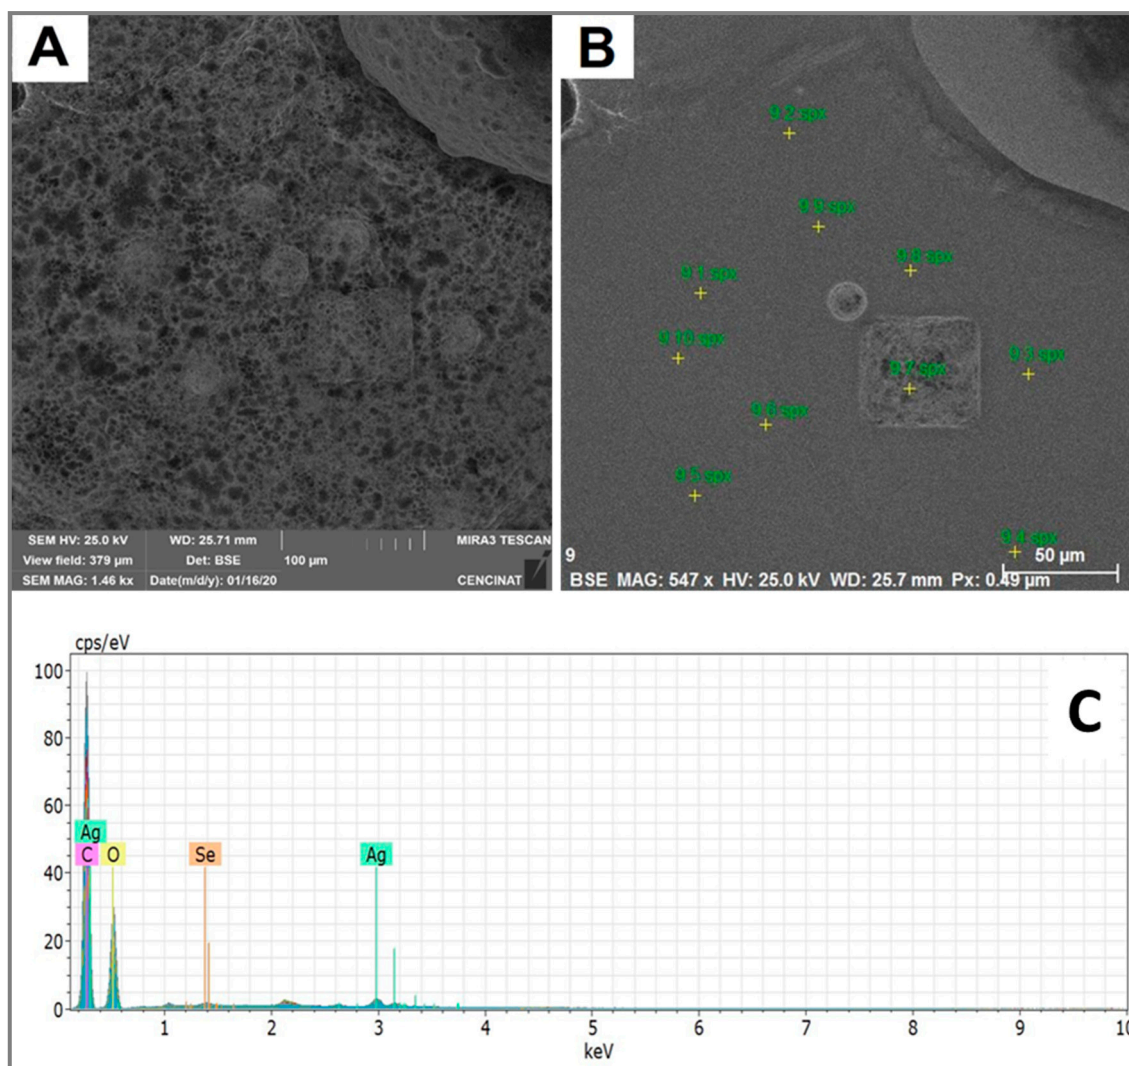 A
SEM HV: 25.0 kV WD: 25.71 mm MIRA3 TESCAN
View field: 379 µm Det: BSE 100 µm
SEM MAG: 1.46 kx Date(m/d/y): 01/16/20 CENCINAT
B
9 2 spx
9 9 spx
9 8 spx
9 1 spx
9 10 spx
9 3 spx
9 7 spx
9 6 spx
9 5 spx
9 4 spx
9
50 µm
BSE MAG: 547 x HV: 25.0 kV WD: 25.7 mm Px: 0.49 µm
cps/eV
C
100
80
60
40
20
0
Ag
C O Se Ag
1 2 3 4 5 6 7 8 9 10
keV